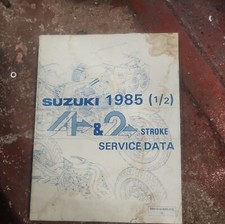 SUZUKI 1985 (1/2)
4 & 2 STROKE
SERVICE DATA